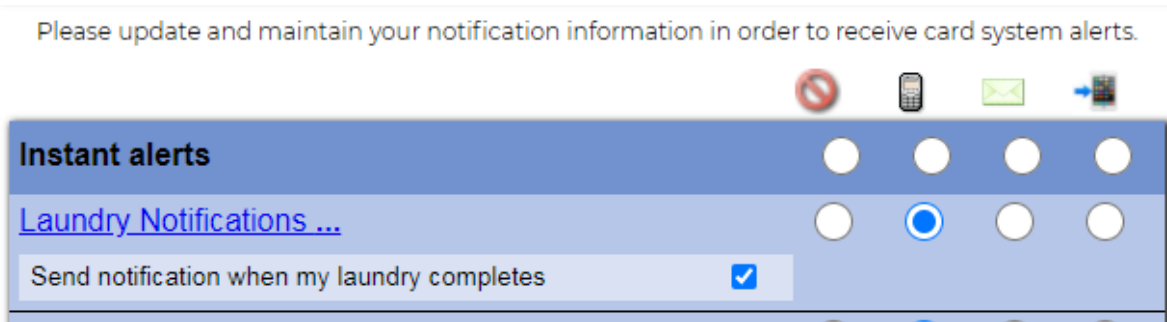 Please update and maintain your notification information in order to receive card system alerts.
Instant alerts
Laundry Notifications ...
Send notification when my laundry completes